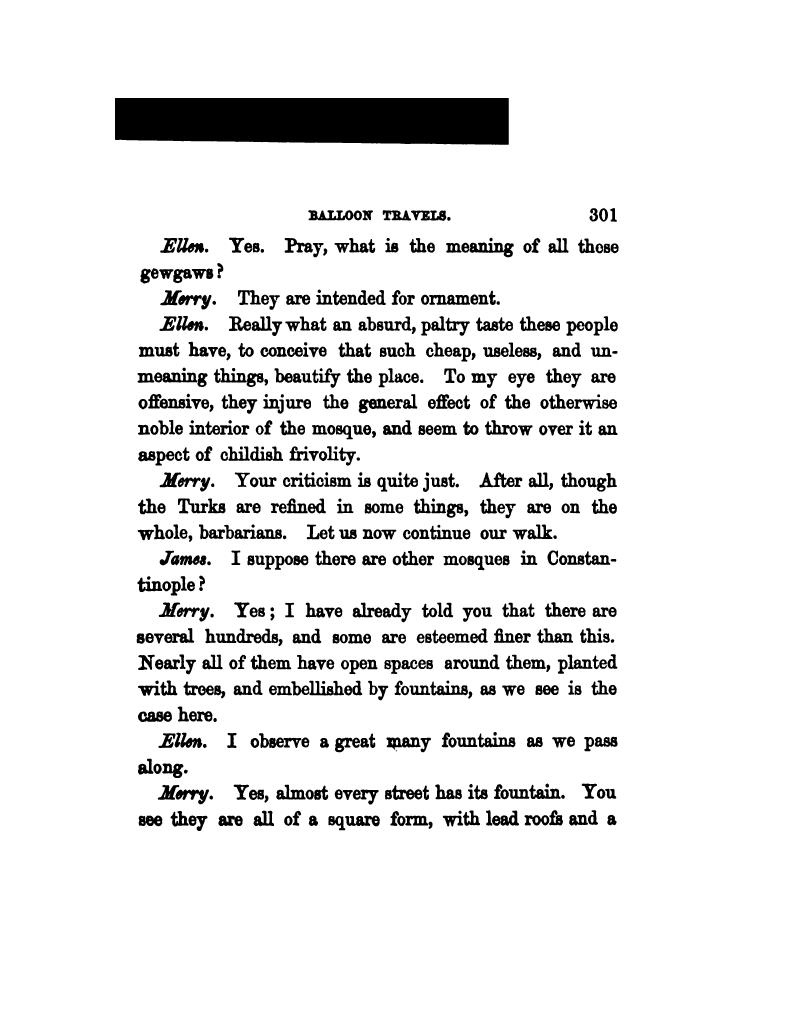 BALLOON TRAVELS. 301
Ellen. Yes. Pray, what is the meaning of all those
gewgaws?
Merry. They are intended for ornament.
Ellen. Really what an absurd, paltry taste these people
must have, to conceive that such cheap, useless, and un-
meaning things, beautify the place. To my eye they are
offensive, they injure the general effect of the otherwise
noble interior of the mosque, and seem to throw over it an
aspect of childish frivolity.
Merry. Your criticism is quite just. After all, though
the Turks are refined in some things, they are on the
whole, barbarians. Let us now continue our walk.
James. I suppose there are other mosques in Constan-
tinople?
Merry. Yes; I have already told you that there are
several hundreds, and some are esteemed finer than this.
Nearly all of them have open spaces around them, planted
with trees, and embellished by fountains, as we see is the
case here.
Ellen. I observe a great many fountains as we pass
along.
Merry. Yes, almost every street has its fountain. You
see they are all of a square form, with lead roofs and a